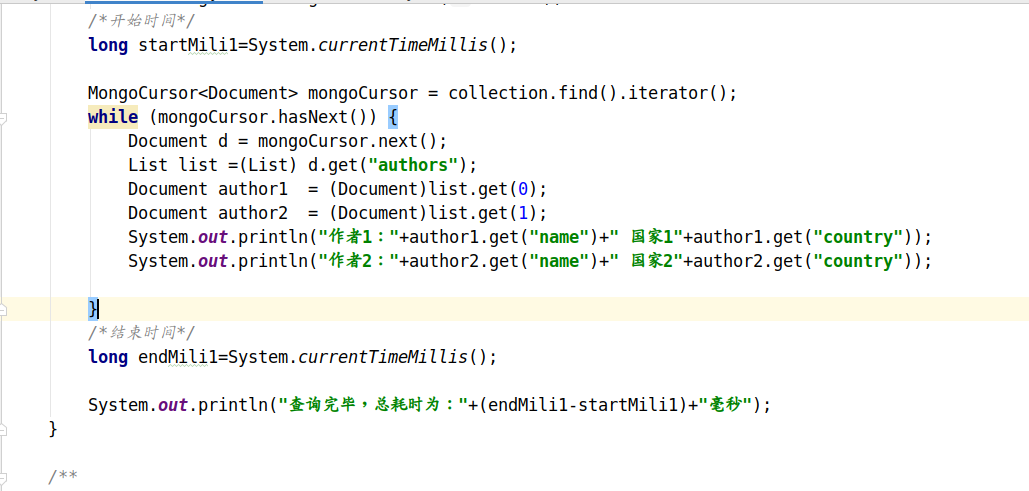 /*开始时间*/
long startMili1=System.currentTimeMillis();
MongoCursor<Document> mongoCursor = collection.find().iterator();
while (mongoCursor.hasNext()) {
Document d = mongoCursor.next();
List list =(List) d.get("authors");
Document author1  = (Document)list.get(0);
Document author2  = (Document)list.get(1);
System.out.println("作者1："+author1.get("name")+" 国家1"+author1.get("country"));
System.out.println("作者2："+author2.get("name")+" 国家2"+author2.get("country"));
}
/*结束时间*/
long endMili1=System.currentTimeMillis();
System.out.println("查询完毕，总耗时为："+(endMili1-startMili1)+"毫秒");
}
/**